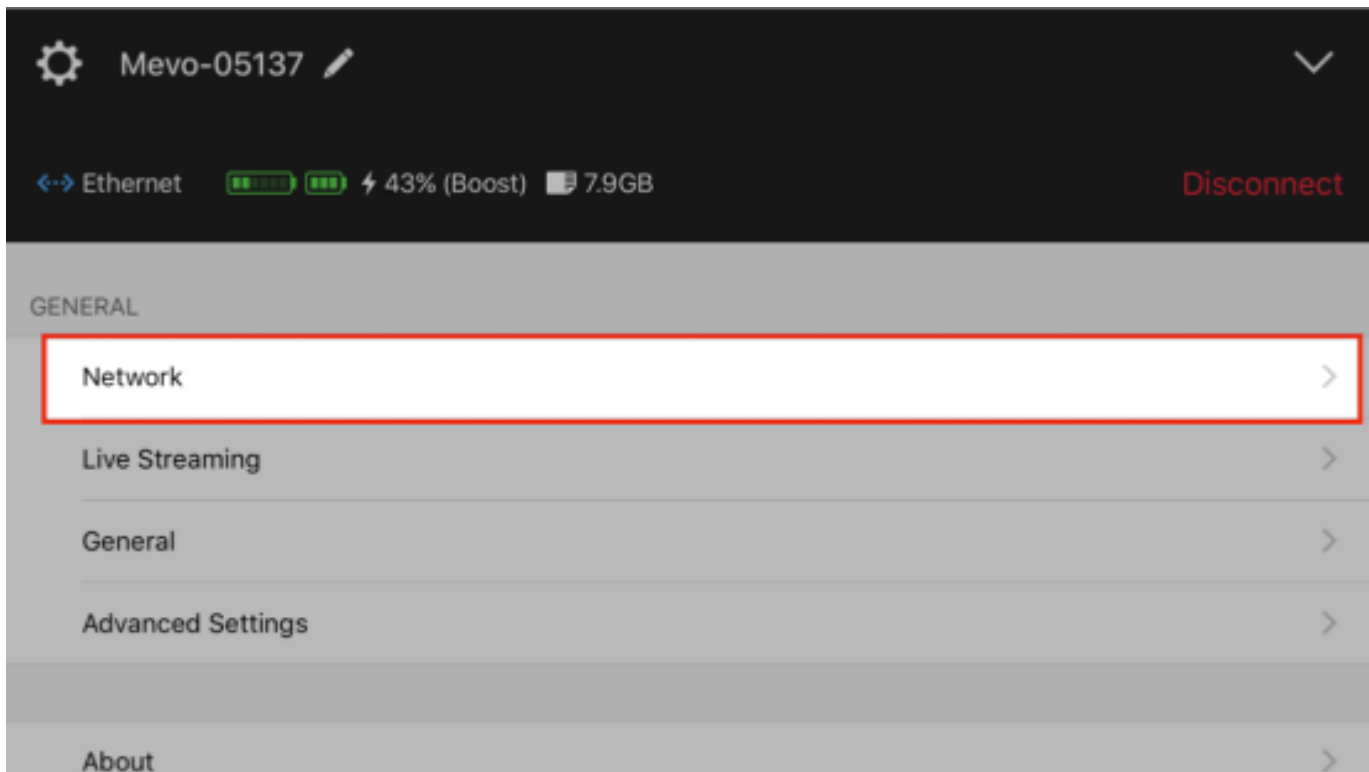 Mevo-05137
Ethernet 43% (Boost) 7.9GB Disconnect
GENERAL
Network
Live Streaming
General
Advanced Settings
About